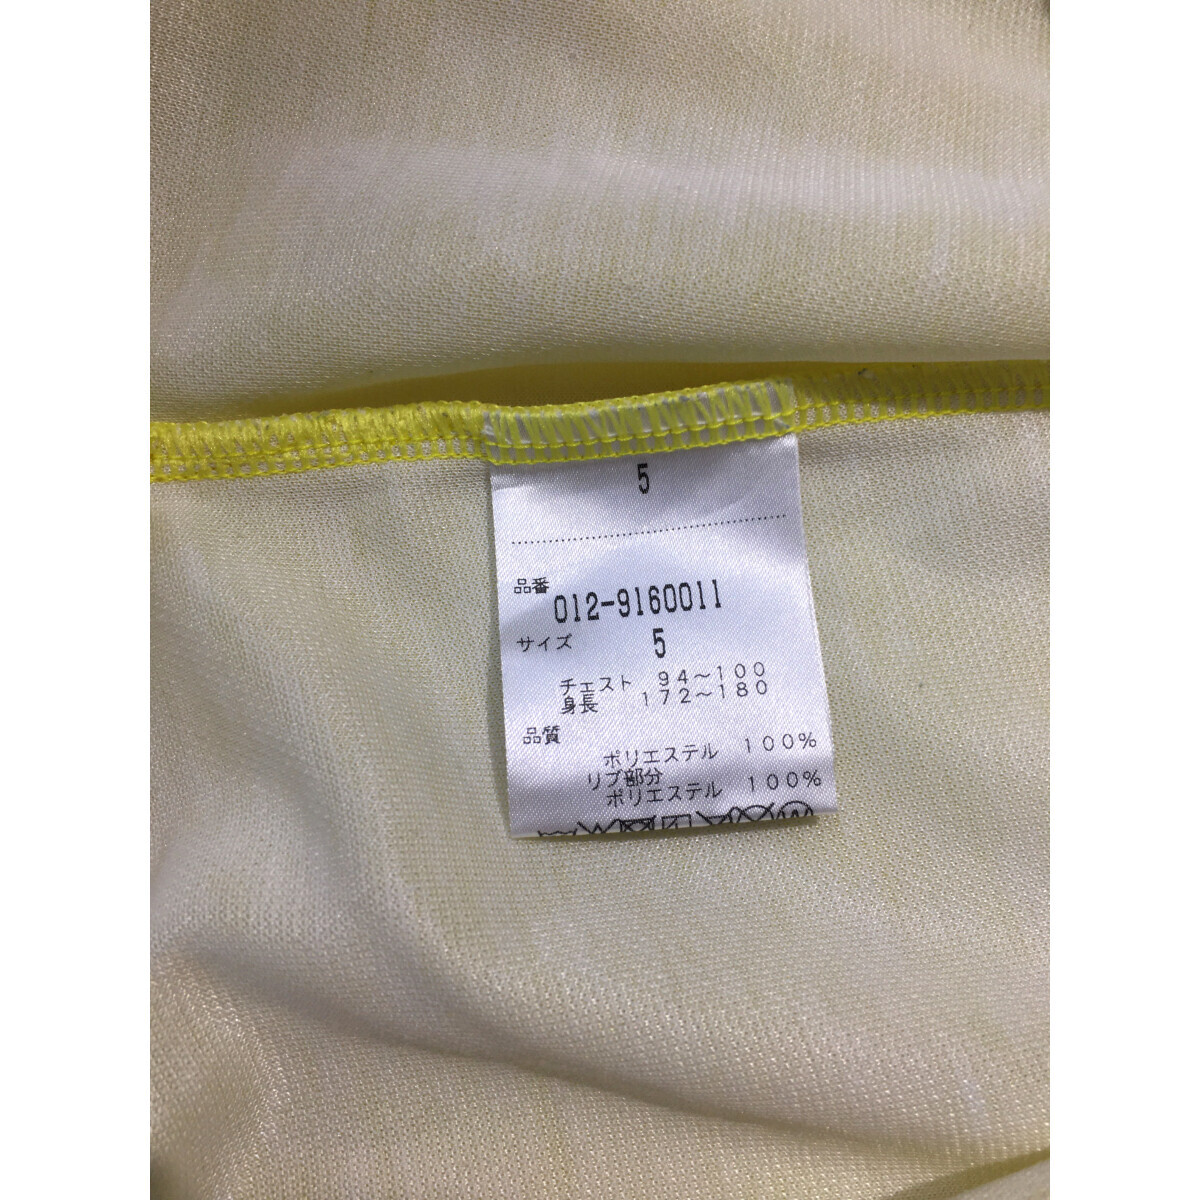 5
品番
012-9160011
サイズ 5
チェスト 94～100
身長 172～180
品質
ポリエステル 100%
リブ部分
ポリエステル 100%